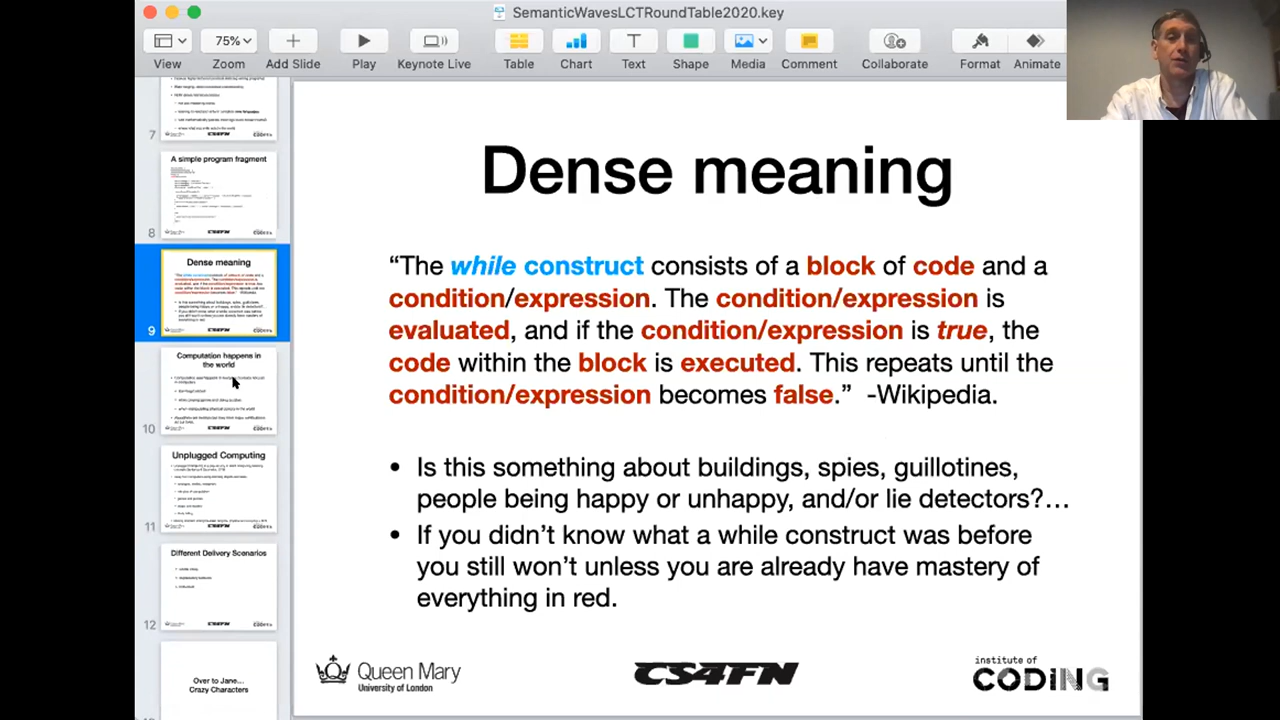 SemanticWavesLCTRoundTable2020.key
75%
View Zoom Add Slide Play Keynote Live Table Chart Text Shape Media Comment Collaborate Format Animate
7
A simple program fragment
8
Dense meaning
9
Computation happens in
the world
10
Unplugged Computing
11
Different Delivery Scenarios
12
Over to Jane...
Crazy Characters
Dense meaning
“The while construct consists of a block of code and a
condition/expression. The condition/expression is
evaluated, and if the condition/expression is true, the
code within the block is executed. This repeats until the
condition/expression becomes false.” -Wikipedia.
• Is this something about buildings, spies, guillotines,
people being happy or unhappy, and/or lie detectors?…
• If you didn’t know what a while construct was before
you still won’t unless you are already have mastery of
everything in red.
Queen Mary
University of London
CS4FN
institute of
CODING